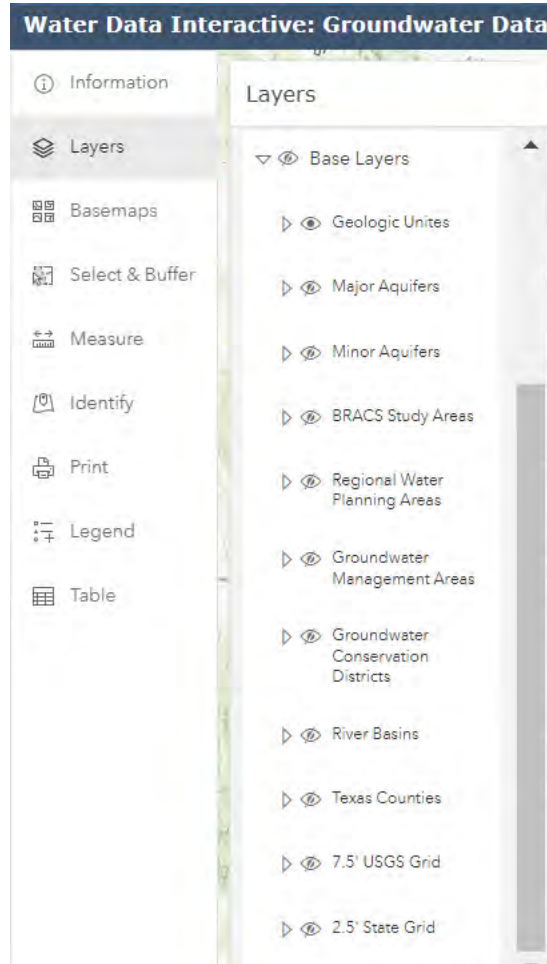 Water Data Interactive: Groundwater Data
Information
Layers
Basemaps
Select & Buffer
Measure
Identify
Print
Legend
Table
Layers
Base Layers
Geologic Unites
Major Aquifers
Minor Aquifers
BRACS Study Areas
Regional Water
Planning Areas
Groundwater
Management Areas
Groundwater
Conservation
Districts
River Basins
Texas Counties
7.5' USGS Grid
2.5' State Grid